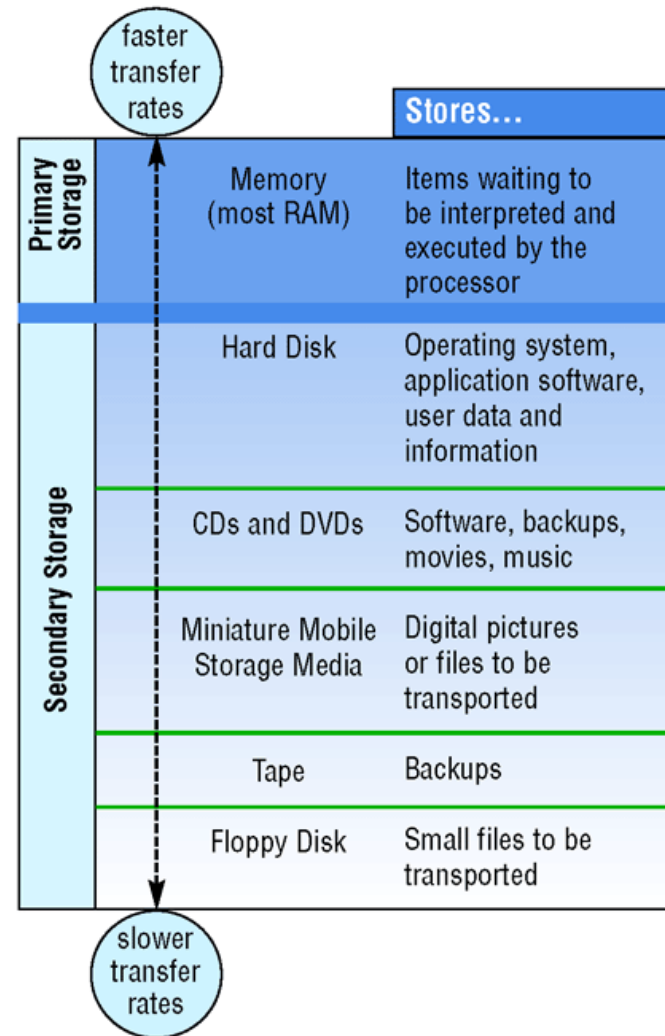 faster
transfer
rates
Stores...
Primary
Storage
Memory
(most RAM)
Items waiting to
be interpreted and
executed by the
processor
Secondary Storage
Hard Disk
Operating system,
application software,
user data and
information
CDs and DVDs
Software, backups,
movies, music
Miniature Mobile
Storage Media
Digital pictures
or files to be
transported
Tape
Backups
Floppy Disk
Small files to be
transported
slower
transfer
rates